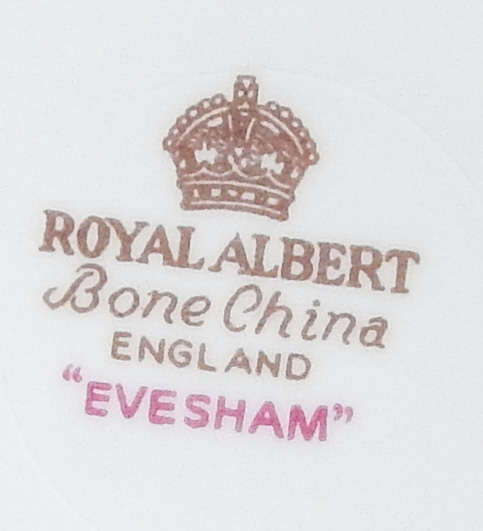 ROYAL ALBERT
Bone China
ENGLAND
"EVESHAM"